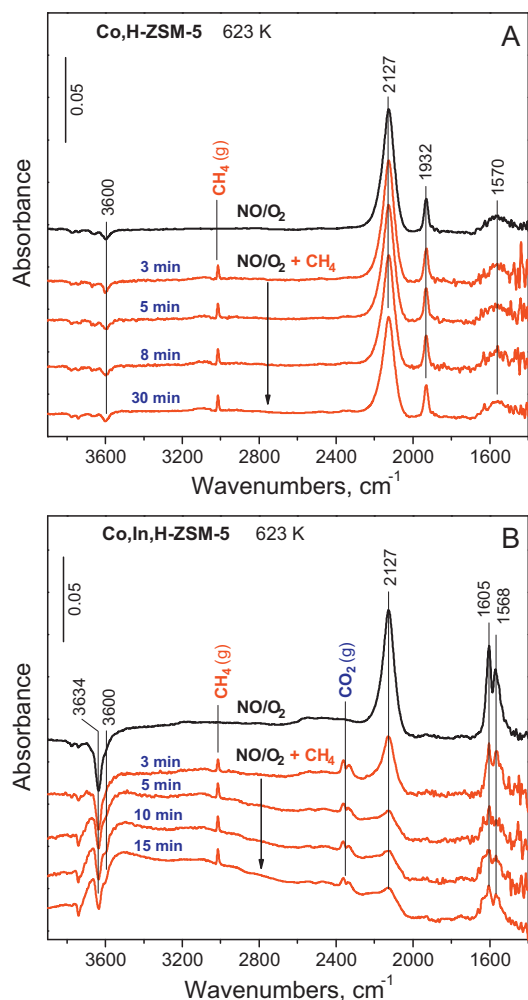 Co,H-ZSM-5 623 K
A
0.05
2127
1932
1570
3600
CH₄ (g)
NO/O₂
3 min
NO/O₂ + CH₄
5 min
8 min
30 min
Absorbance
3600 3200 2800 2400 2000 1600
Wavenumbers, cm⁻¹
Co,In,H-ZSM-5 623 K
B
0.05
2127
1605
1568
3634
3600
CH₄ (g)
CO₂ (g)
NO/O₂
3 min
NO/O₂ + CH₄
5 min
10 min
15 min
Absorbance
3600 3200 2800 2400 2000 1600
Wavenumbers, cm⁻¹